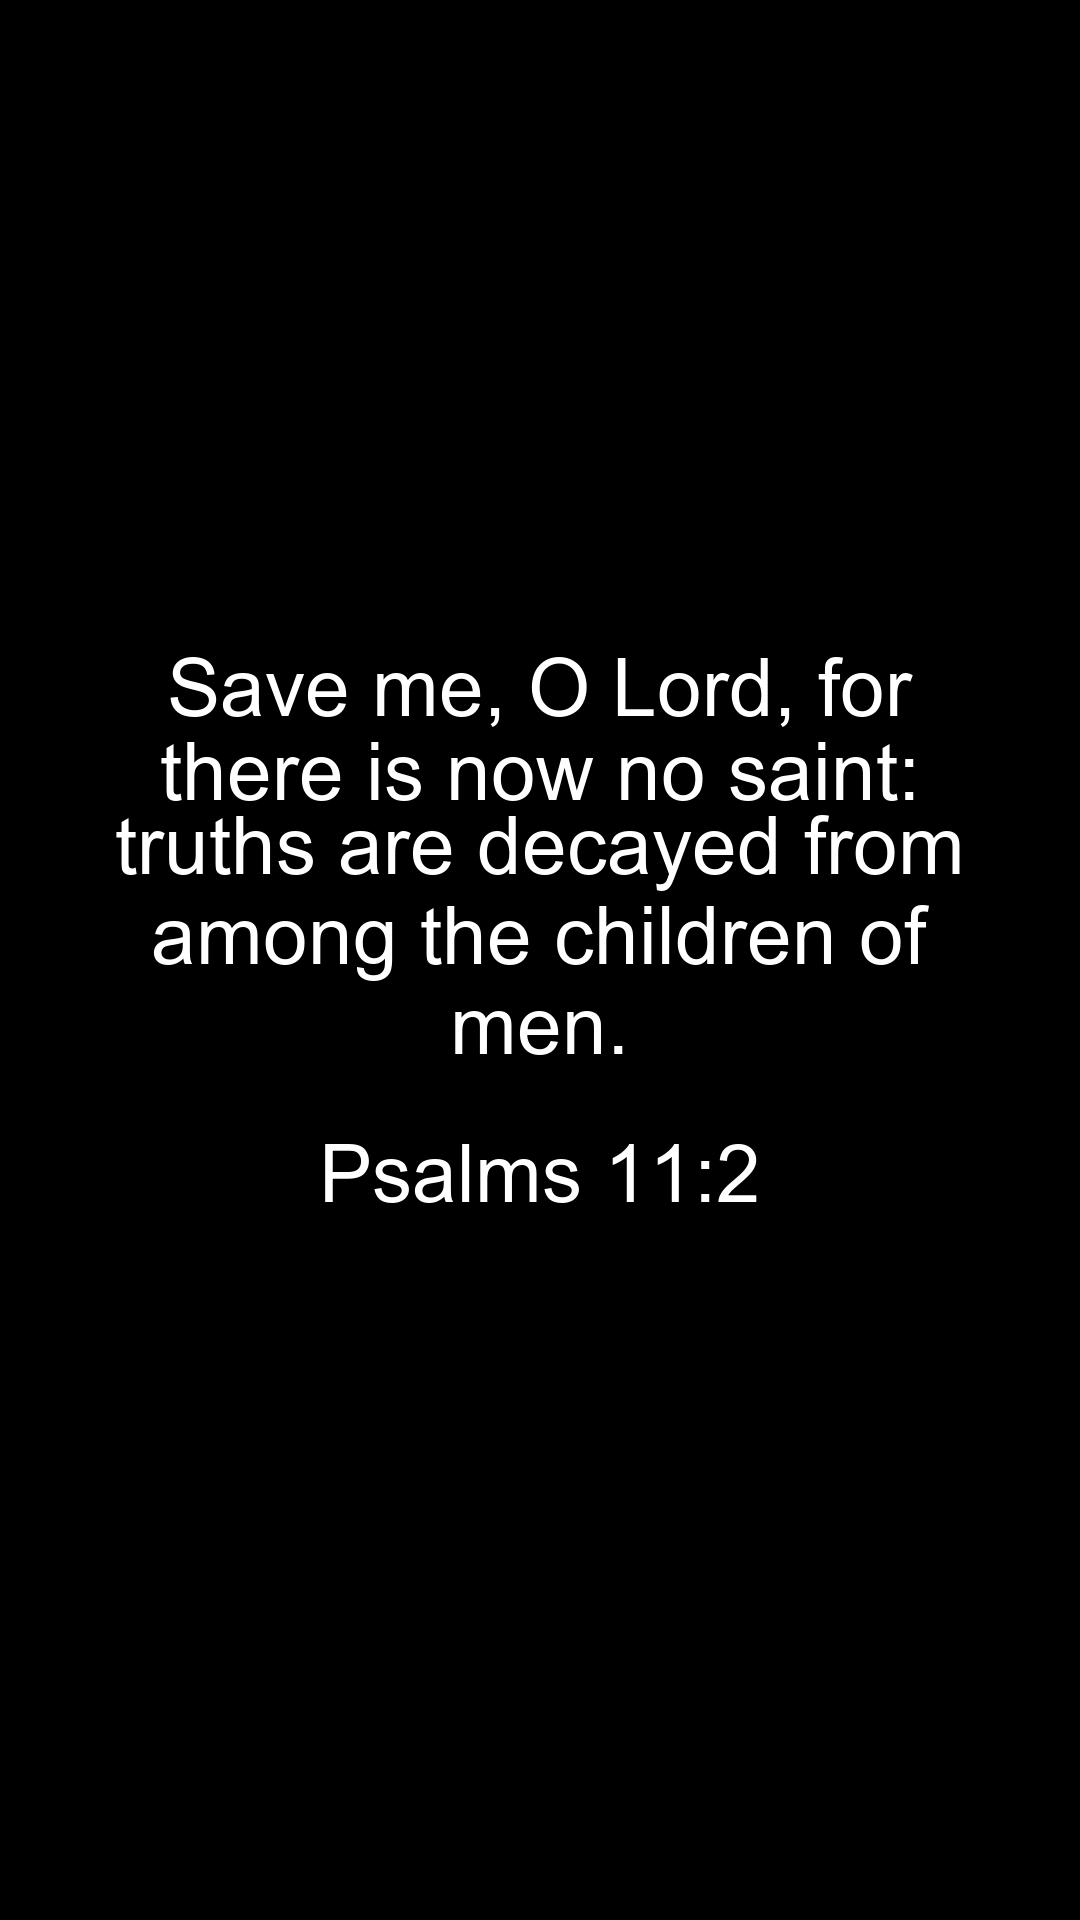 Save me, O Lord, for
there is now no saint:
truths are decayed from
among the children of
men.
Psalms 11:2